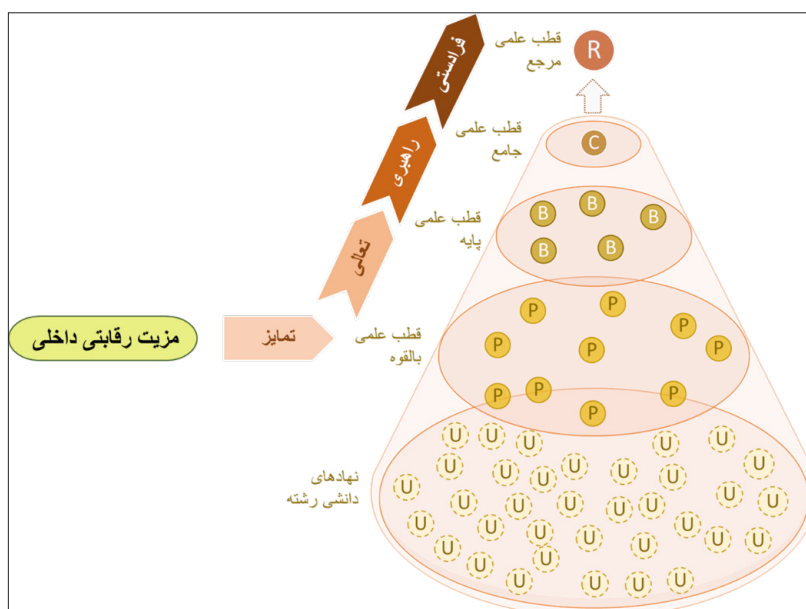 فرادستی
قطب علمی
مرجع
R
راهبری
قطب علمی
جامع
C
تعالی
قطب علمی
پایه
B B B
B B
مزیت رقابتی داخلی
تمایز
قطب علمی
بالقوه
P P P
P P P
P P P P
نهادهای
دانشی رشته
U U U U U
U U U U U U
U U U U U U U U
U U U U U U U
U U U U
U U U U